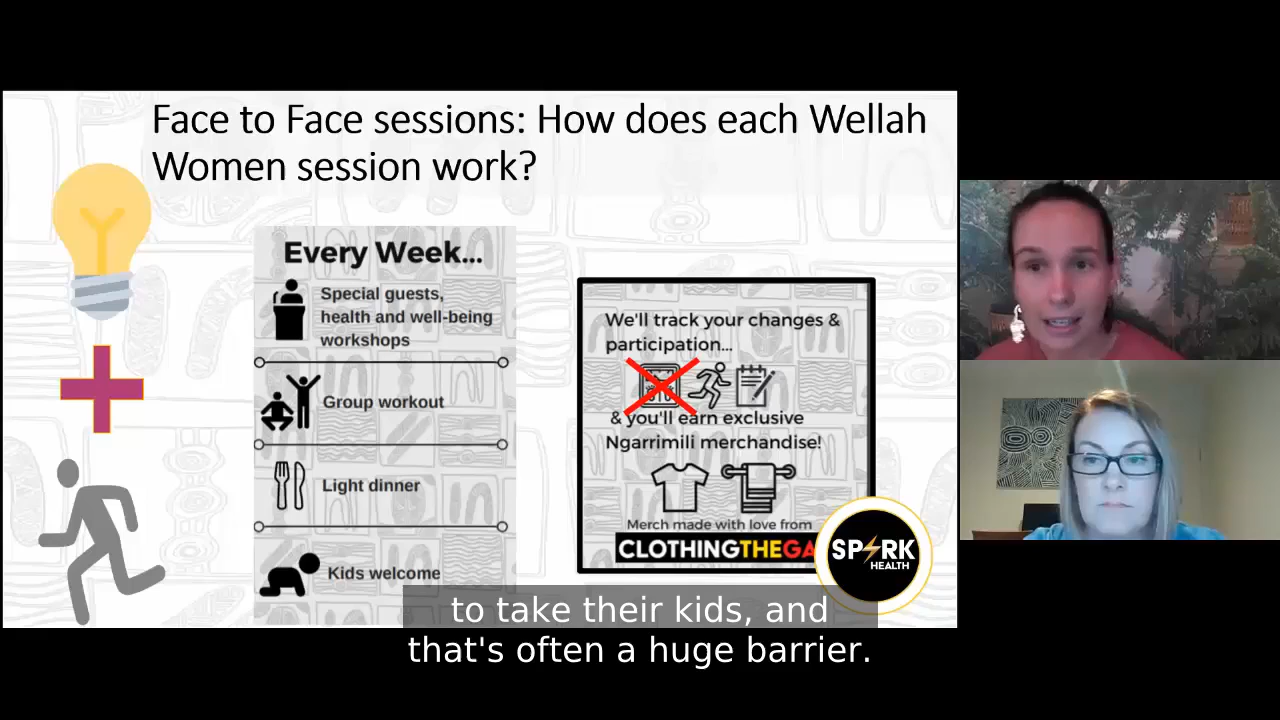 Face to Face sessions: How does each Wellah
Women session work?
Every Week...
Special guests,
health and well-being
workshops
Group workout
Light dinner
Kids welcome
We'll track your changes &
participation...
& you'll earn exclusive
Ngarrimili merchandise!
Merch made with love from
CLOTHINGTHEGA
SPARK
HEALTH
to take their kids, and
that's often a huge barrier.